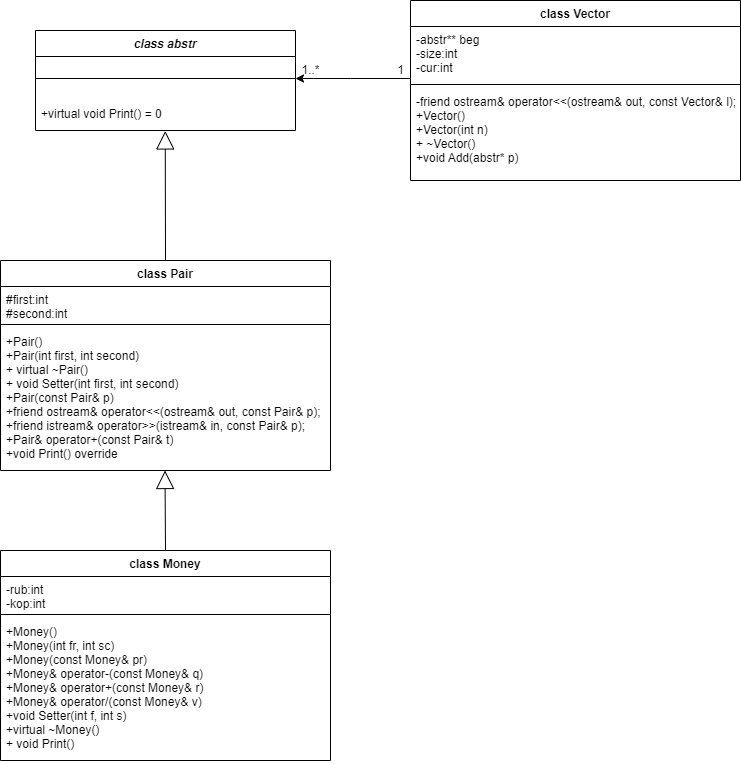 class abstr
+virtual void Print() = 0
1..*
1
class Vector
-abstr** beg
-size:int
-cur:int
-friend ostream& operator<<(ostream& out, const Vector& l);
+Vector()
+Vector(int n)
+ ~Vector()
+void Add(abstr* p)
class Pair
#first:int
#second:int
+Pair()
+Pair(int first, int second)
+ virtual ~Pair()
+ void Setter(int first, int second)
+Pair(const Pair& p)
+friend ostream& operator<<(ostream& out, const Pair& p);
+friend istream& operator>>(istream& in, const Pair& p);
+Pair& operator+(const Pair& t)
+void Print() override
class Money
-rub:int
-kop:int
+Money()
+Money(int fr, int sc)
+Money(const Money& pr)
+Money& operator-(const Money& q)
+Money& operator+(const Money& r)
+Money& operator/(const Money& v)
+void Setter(int f, int s)
+virtual ~Money()
+ void Print()